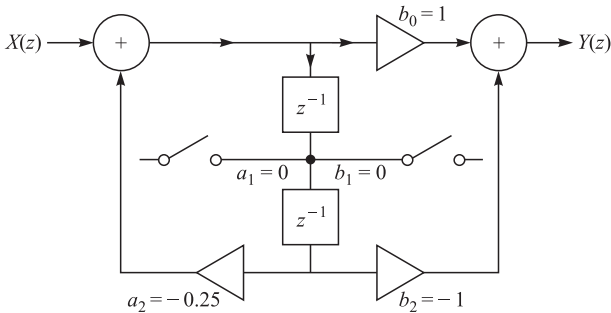 b₀ = 1
X(z)
+
+
Y(z)
z⁻¹
a₁ = 0
b₁ = 0
z⁻¹
a₂ = − 0.25
b₂ = − 1